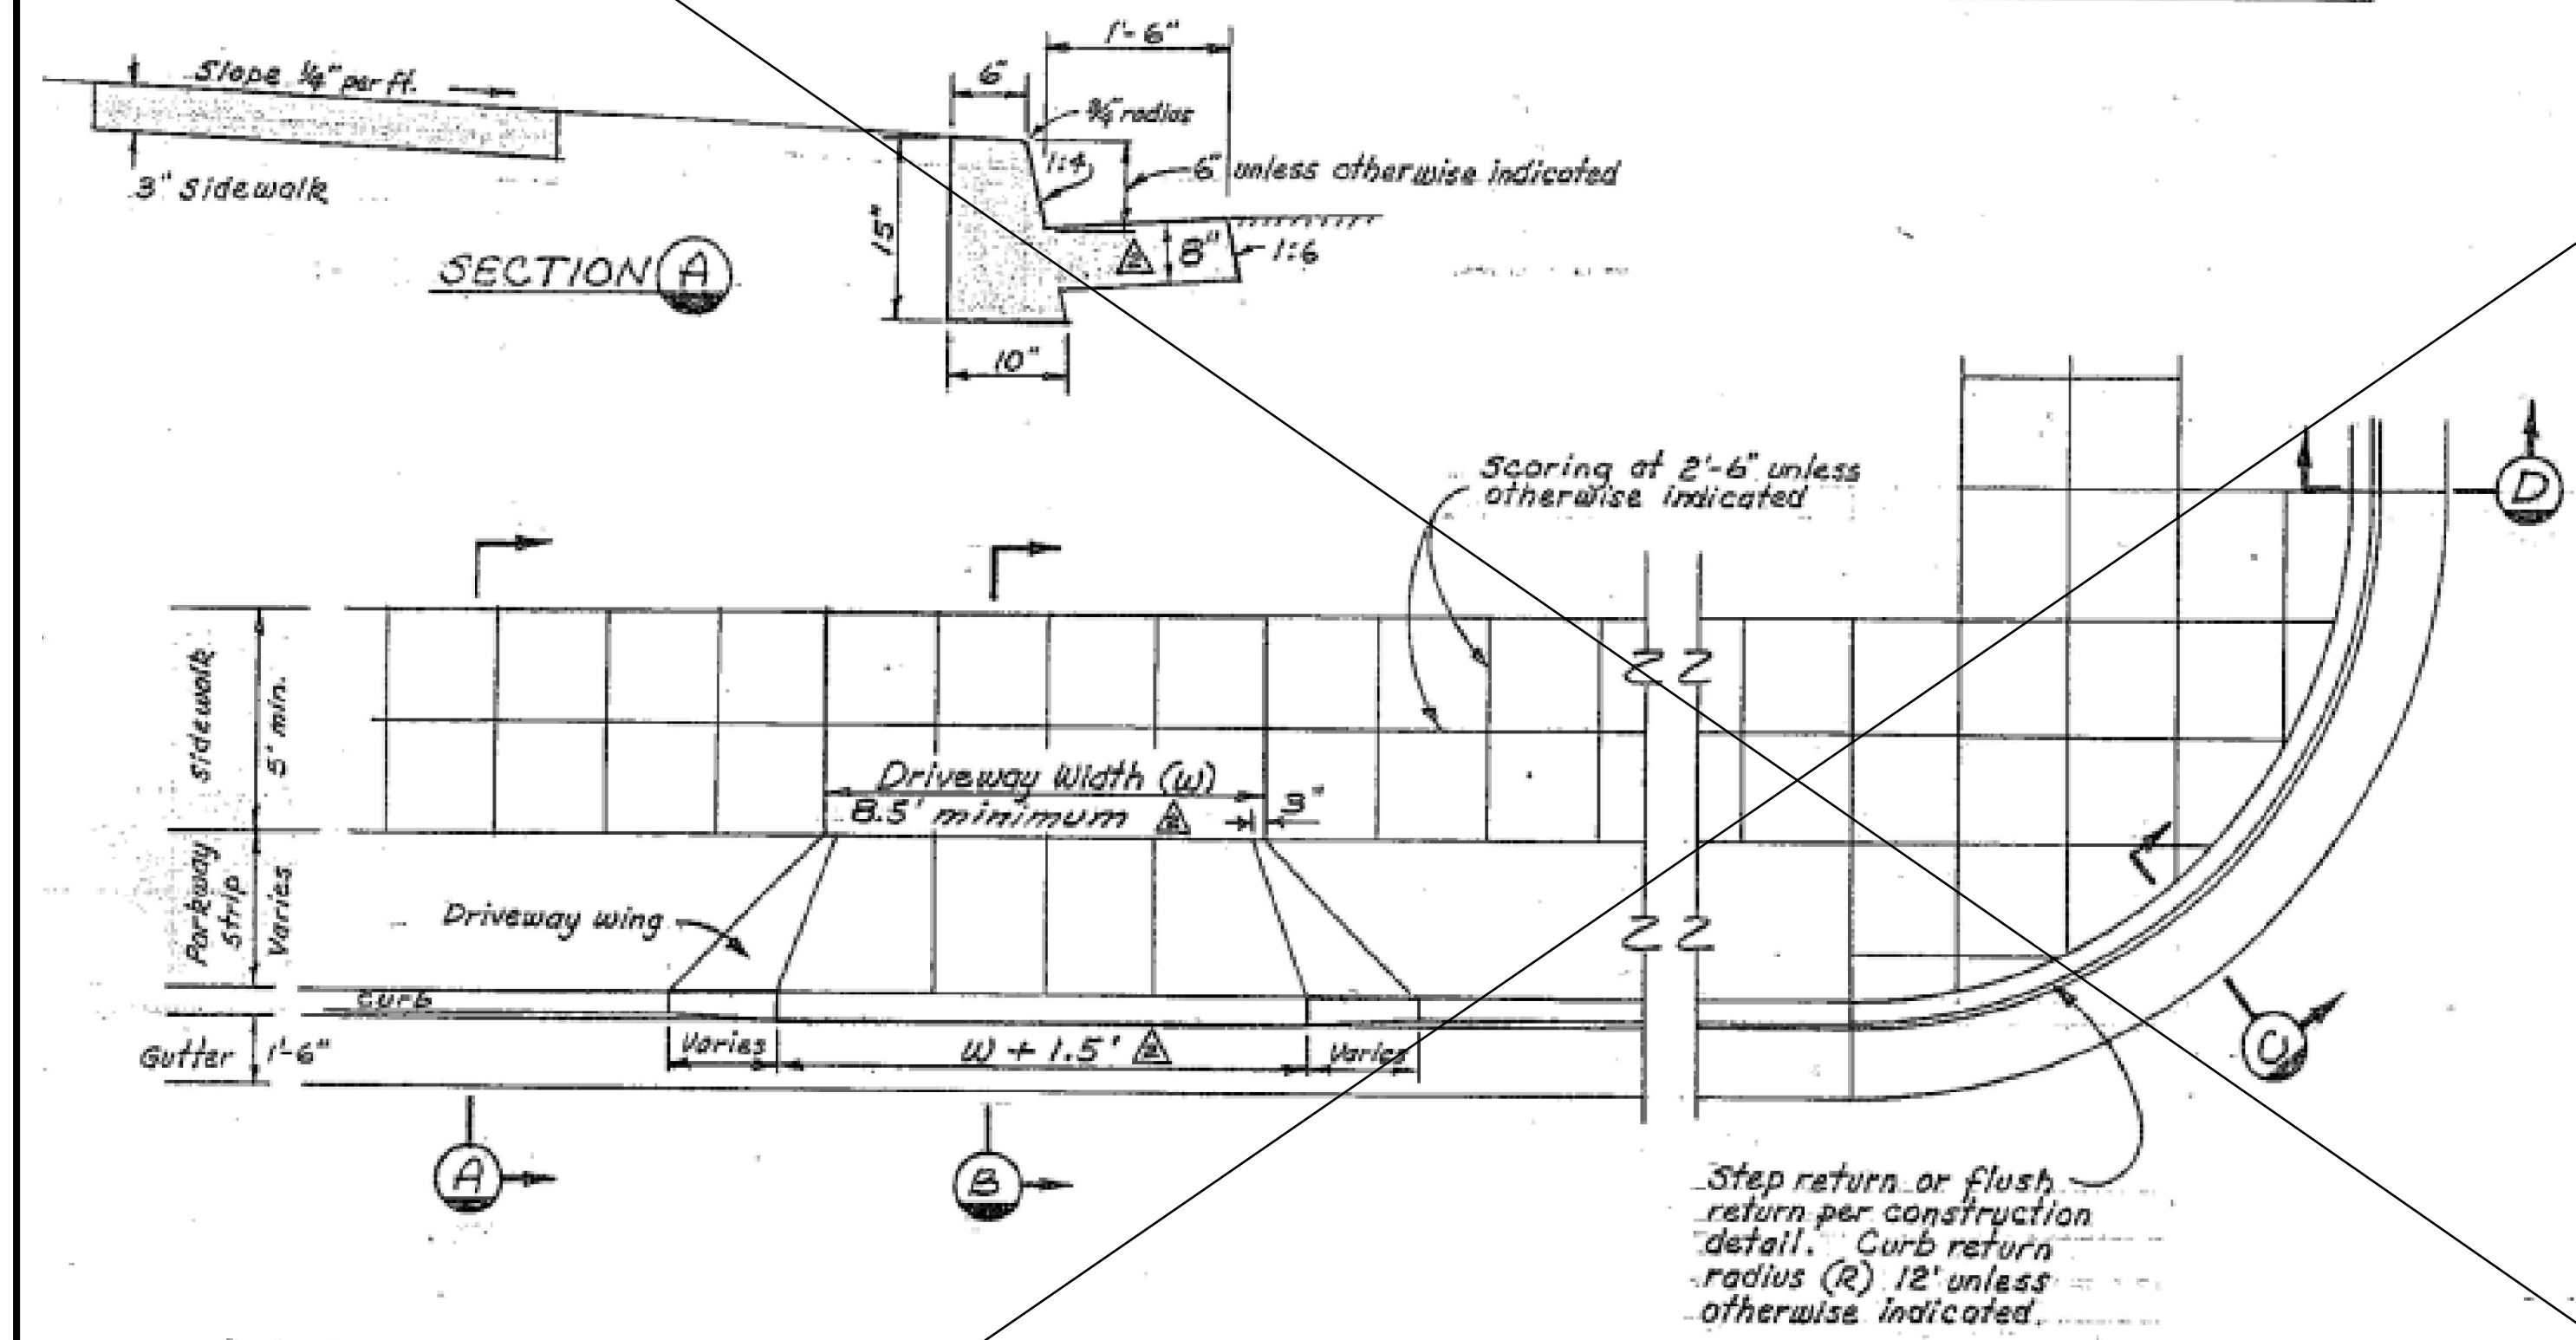 1'-6"
6"
Slope 1/4" per ft.
3/4" radius
1:4
6" unless otherwise indicated
3" Sidewalk
15"
2
8"
1:6
SECTION A
10"
Scoring at 2'-6" unless
otherwise indicated
D
Sidewalk
5' min.
Driveway Width (W)
8.5' minimum 2
Parkway
Strip
Varies
Driveway wing
Curb
Gutter 1'-6"
Varies
W + 1.5' 2
Varies
C
A
B
Step return or flush
return per construction
detail. Curb return
radius (R) 12' unless
otherwise indicated.